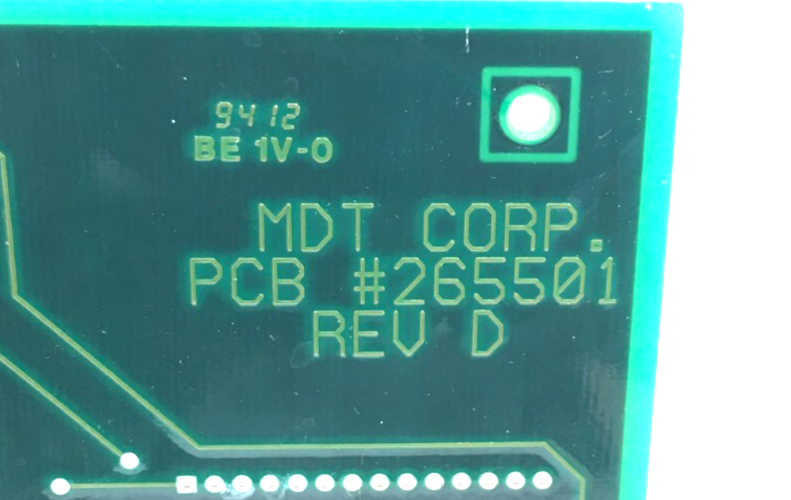 9412
BE 1V-0
MDT CORP.
PCB #265501
REV D